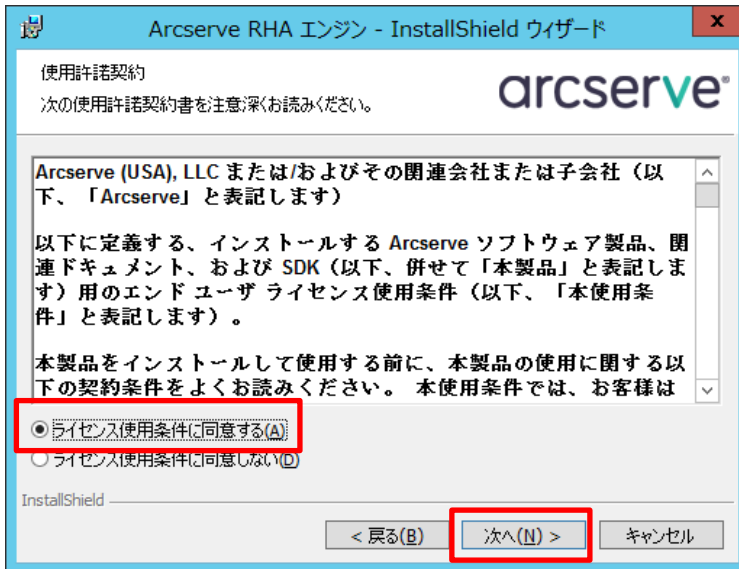 Arcserve RHA エンジン - InstallShield ウィザード
x
使用許諾契約
次の使用許諾契約書を注意深くお読みください。
arcserve®
Arcserve (USA), LLC または/およびその関連会社または子会社（以
下、「Arcserve」と表記します）
以下に定義する、インストールする Arcserve ソフトウェア製品、関
連ドキュメント、および SDK（以下、併せて「本製品」と表記しま
す）用のエンド ユーザ ライセンス使用条件（以下、「本使用条
件」と表記します）。
本製品をインストールして使用する前に、本製品の使用に関する以
下の契約条件をよくお読みください。 本使用条件では、お客様は
ライセンス使用条件に同意する(A)
ライセンス使用条件に同意しない(D)
InstallShield
< 戻る(B)
次へ(N) >
キャンセル